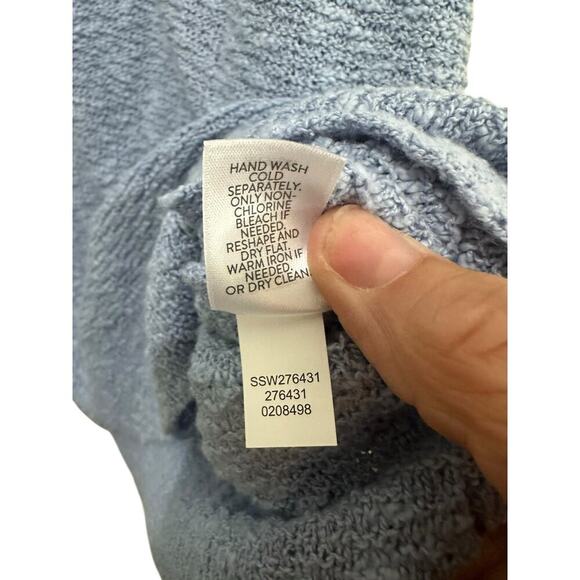 HAND WASH
COLD
SEPARATELY.
ONLY NON-
CHLORINE
BLEACH IF
NEEDED.
RESHAPE AND
DRY FLAT.
WARM IRON IF
NEEDED.
OR DRY CLEAN.
SSW276431
276431
0208498